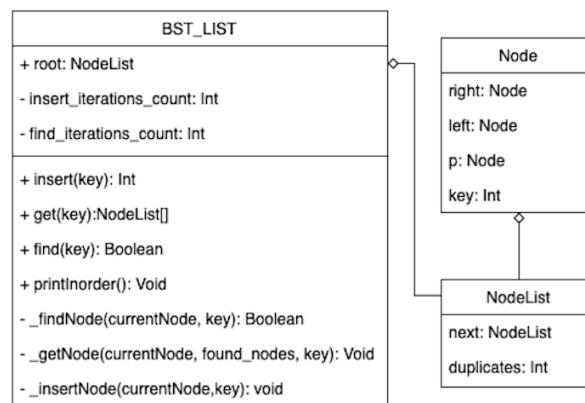 BST_LIST
+ root: NodeList
- insert_iterations_count: Int
- find_iterations_count: Int
+ insert(key): Int
+ get(key):NodeList[]
+ find(key): Boolean
+ printInorder(): Void
- _findNode(currentNode, key): Boolean
- _getNode(currentNode, found_nodes, key): Void
- _insertNode(currentNode,key): void
Node
right: Node
left: Node
p: Node
key: Int
NodeList
next: NodeList
duplicates: Int